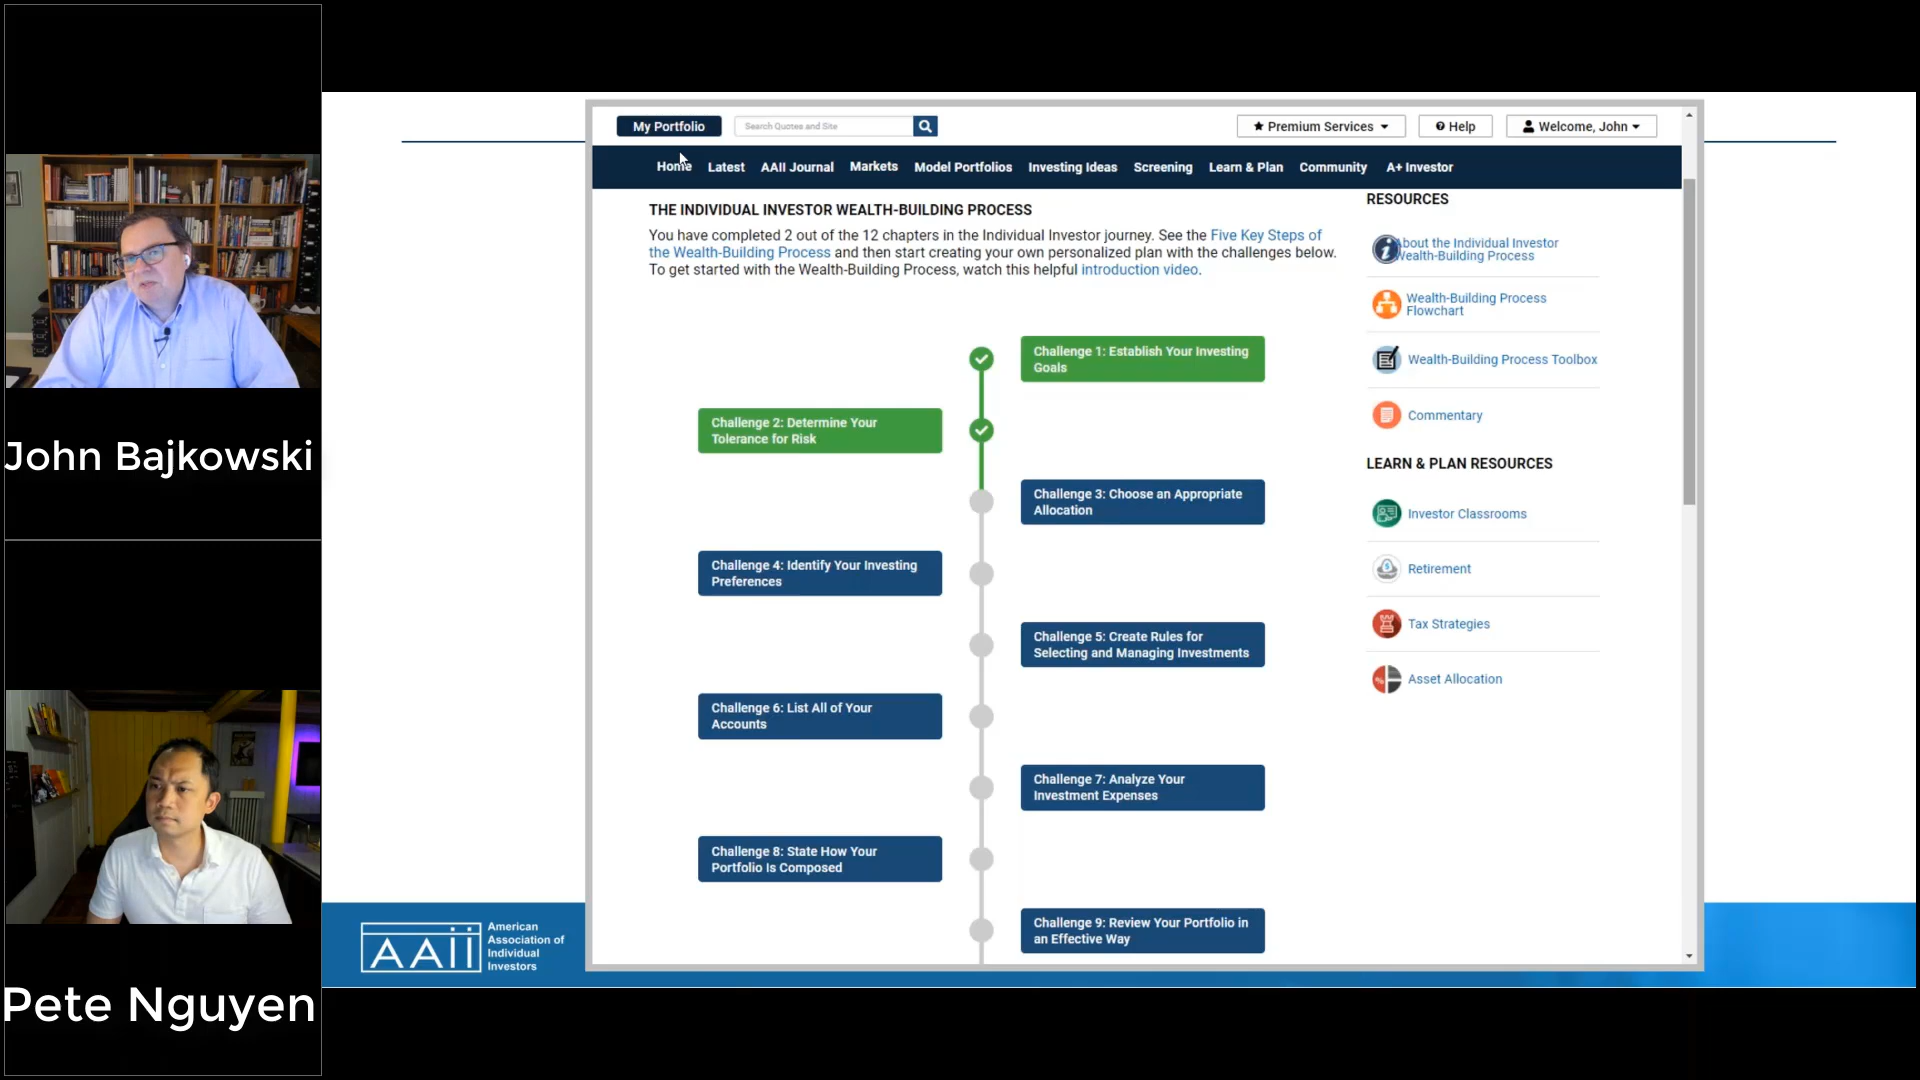 John Bajkowski
Pete Nguyen
My Portfolio
Search Quotes and Site
Premium Services
Help
Welcome, John
Home
Latest
AAII Journal
Markets
Model Portfolios
Investing Ideas
Screening
Learn & Plan
Community
A+ Investor
THE INDIVIDUAL INVESTOR WEALTH-BUILDING PROCESS
You have completed 2 out of the 12 chapters in the Individual Investor journey. See the Five Key Steps of
the Wealth-Building Process and then start creating your own personalized plan with the challenges below.
To get started with the Wealth-Building Process, watch this helpful introduction video.
Challenge 1: Establish Your Investing
Goals
Challenge 2: Determine Your
Tolerance for Risk
Challenge 3: Choose an Appropriate
Allocation
Challenge 4: Identify Your Investing
Preferences
Challenge 5: Create Rules for
Selecting and Managing Investments
Challenge 6: List All of Your
Accounts
Challenge 7: Analyze Your
Investment Expenses
Challenge 8: State How Your
Portfolio Is Composed
Challenge 9: Review Your Portfolio in
an Effective Way
RESOURCES
About the Individual Investor
Wealth-Building Process
Wealth-Building Process
Flowchart
Wealth-Building Process Toolbox
Commentary
LEARN & PLAN RESOURCES
Investor Classrooms
Retirement
Tax Strategies
Asset Allocation
AAII
American
Association of
Individual
Investors